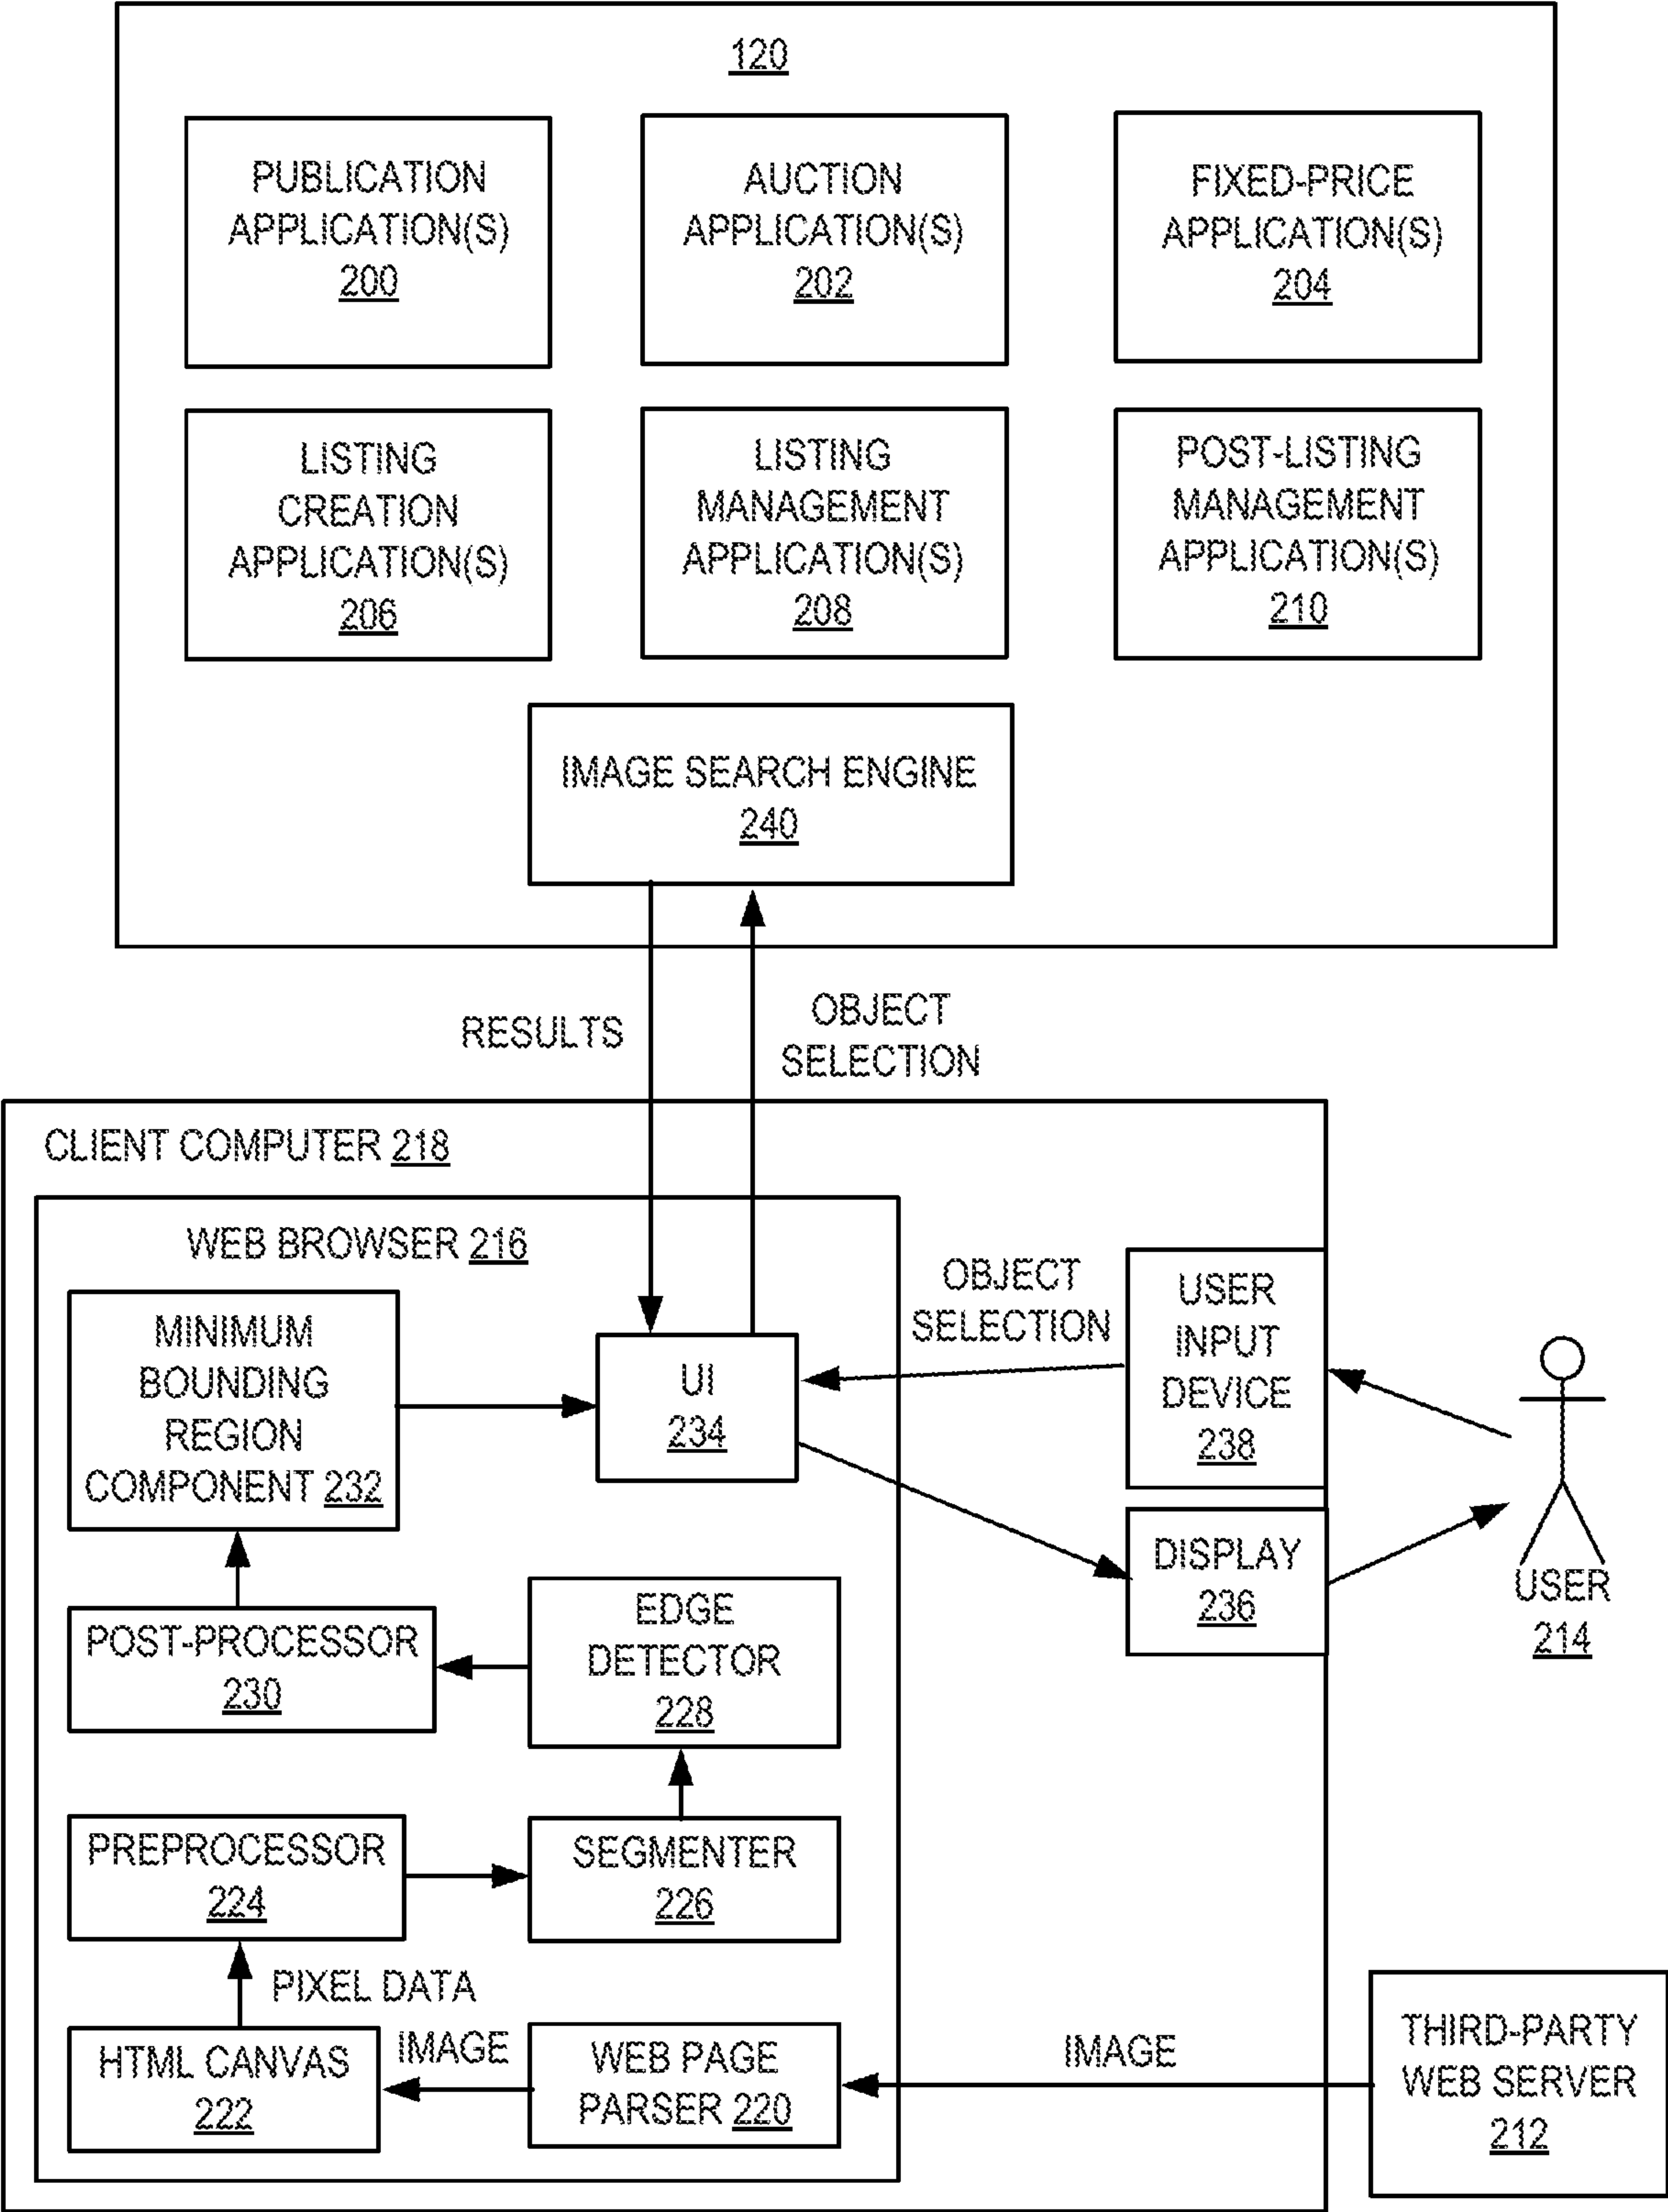 120
PUBLICATION
APPLICATION(S)
200
AUCTION
APPLICATION(S)
202
FIXED-PRICE
APPLICATION(S)
204
LISTING
CREATION
APPLICATION(S)
206
LISTING
MANAGEMENT
APPLICATION(S)
208
POST-LISTING
MANAGEMENT
APPLICATION(S)
210
IMAGE SEARCH ENGINE
240
RESULTS
OBJECT
SELECTION
CLIENT COMPUTER 218
WEB BROWSER 216
MINIMUM
BOUNDING
REGION
COMPONENT 232
UI
234
OBJECT
SELECTION
USER
INPUT
DEVICE
238
DISPLAY
236
USER
214
POST-PROCESSOR
230
EDGE
DETECTOR
228
PREPROCESSOR
224
SEGMENTER
226
PIXEL DATA
HTML CANVAS
222
IMAGE
WEB PAGE
PARSER 220
IMAGE
THIRD-PARTY
WEB SERVER
212